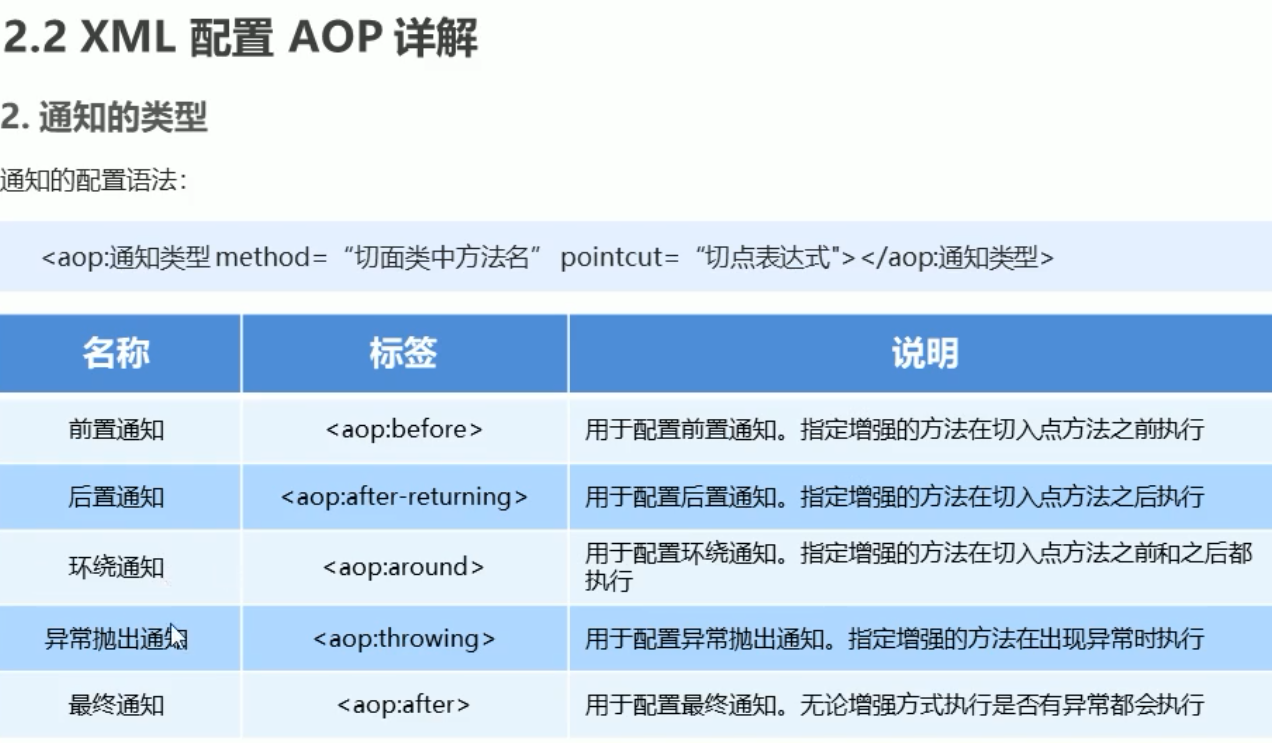 2.2 XML 配置 AOP 详解
2. 通知的类型
通知的配置语法：
<aop:通知类型 method= “切面类中方法名” pointcut= “切点表达式"></aop:通知类型>
名称 标签 说明
前置通知 <aop:before> 用于配置前置通知。指定增强的方法在切入点方法之前执行
后置通知 <aop:after-returning> 用于配置后置通知。指定增强的方法在切入点方法之后执行
环绕通知 <aop:around> 用于配置环绕通知。指定增强的方法在切入点方法之前和之后都
执行
异常抛出通知 <aop:throwing> 用于配置异常抛出通知。指定增强的方法在出现异常时执行
最终通知 <aop:after> 用于配置最终通知。无论增强方式执行是否有异常都会执行